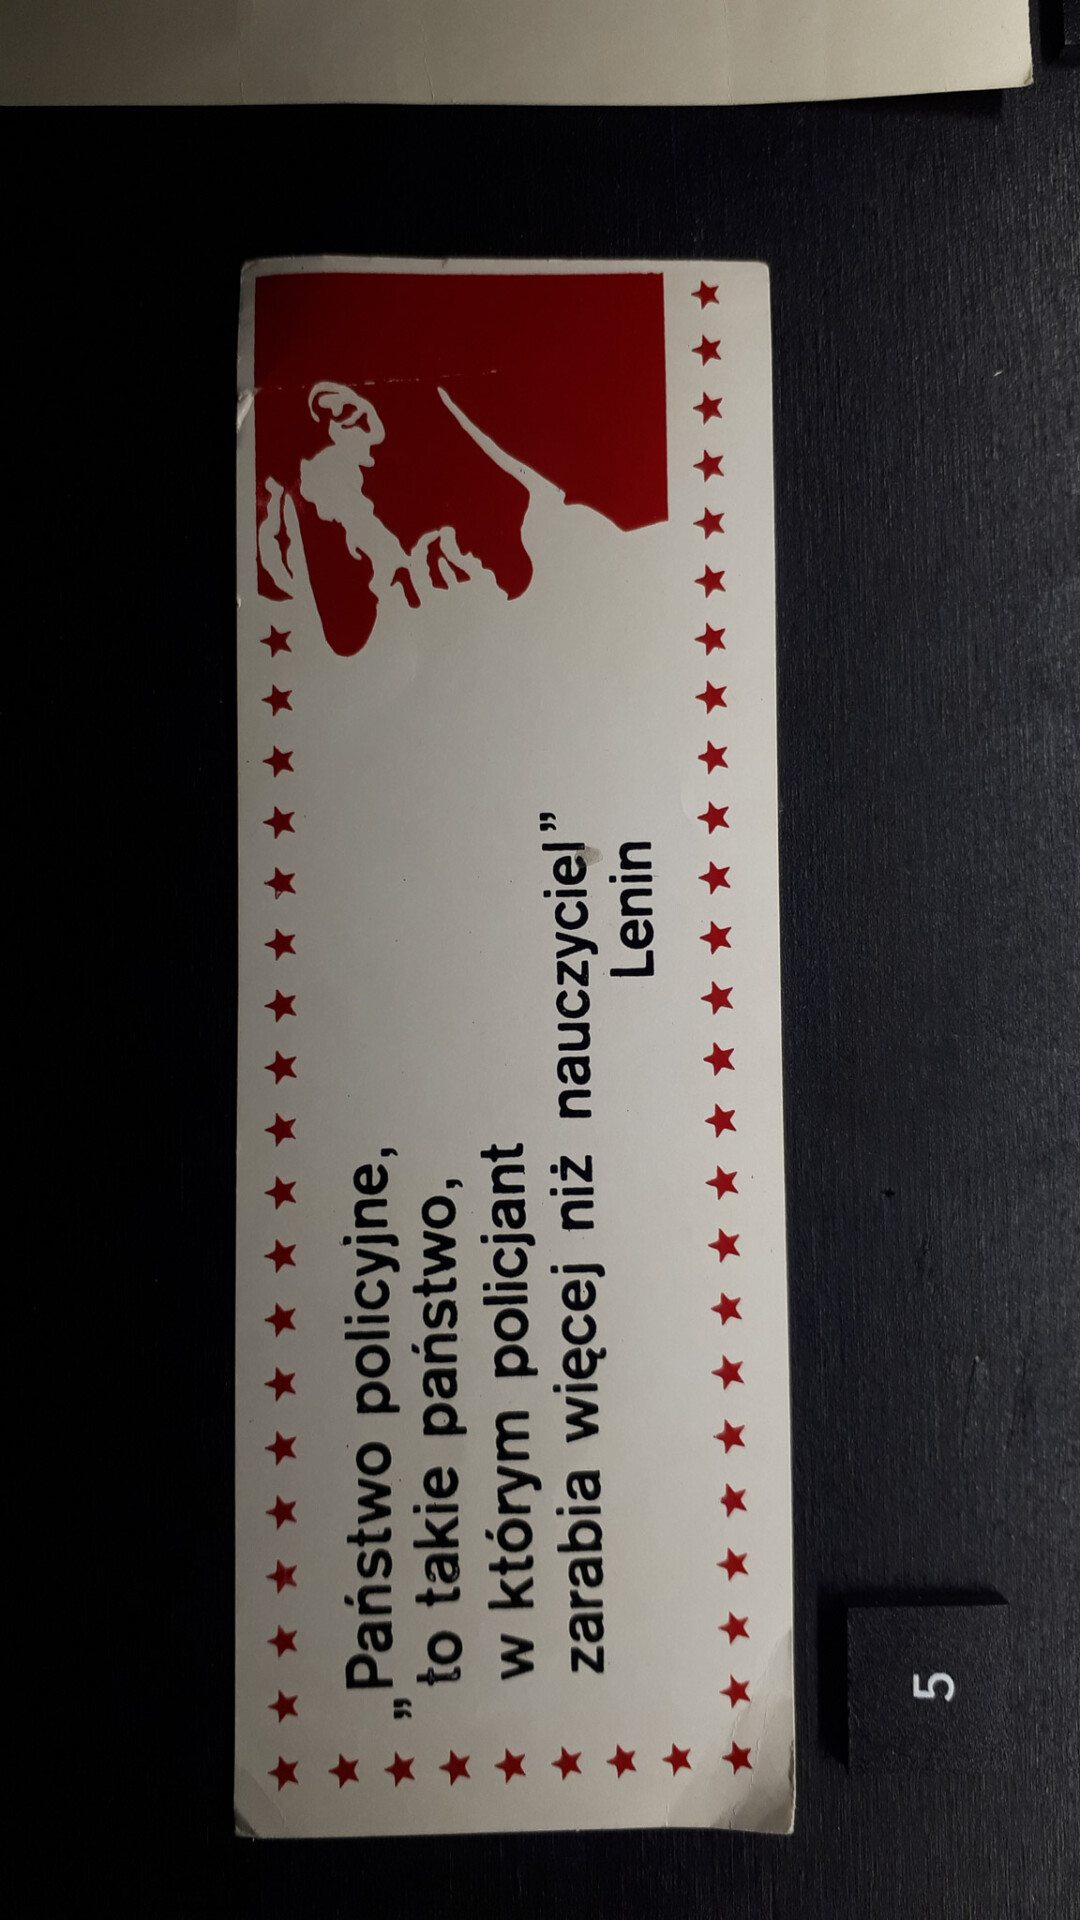 „Państwo policyjne,
to takie państwo,
w którym policjant
zarabia więcej niż nauczyciel”
Lenin
5